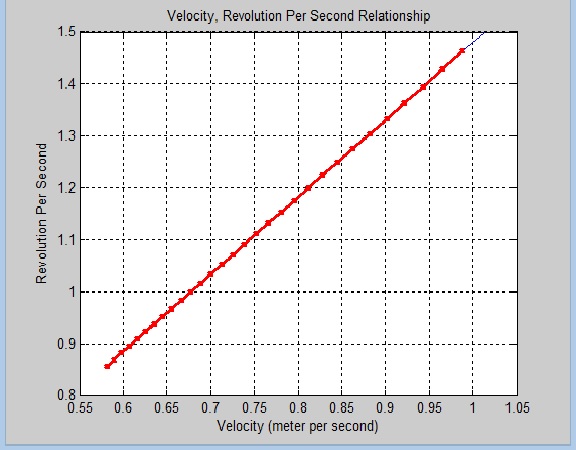 Velocity, Revolution Per Second Relationship
1.5
1.4
1.3
1.2
1.1
1
0.9
0.8
Revolution Per Second
0.55 0.6 0.65 0.7 0.75 0.8 0.85 0.9 0.95 1 1.05
Velocity (meter per second)